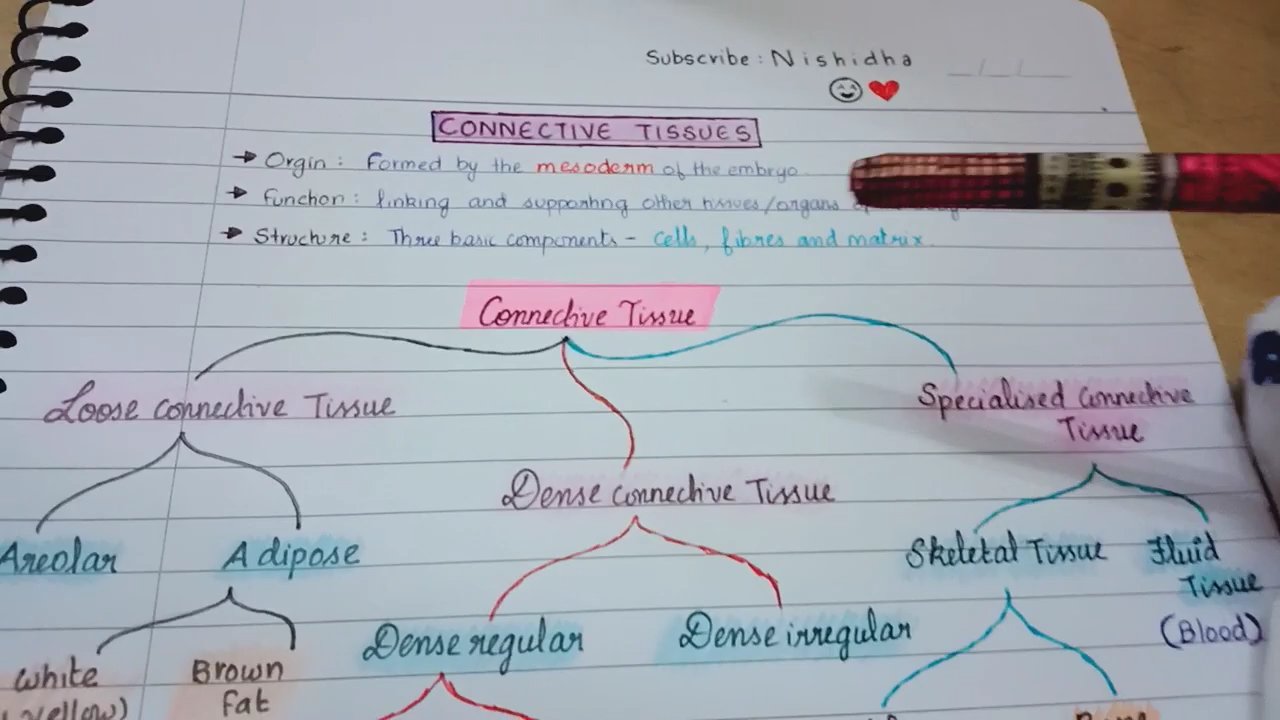 Subscribe : Nishidha
CONNECTIVE TISSUES
→ Orgin : Formed by the mesoderm of the embryo.
→ Function : linking and supporting other tissues/organs
→ Structure : Three basic components - cells, fibres and matrix.
Connective Tissue
Loose connective Tissue
Specialised Connective
Tissue
Dense connective Tissue
Areolar
Adipose
Skeletal Tissue
Fluid
Tissue
(Blood)
Dense regular
Dense irregular
White
(yellow)
Brown
fat